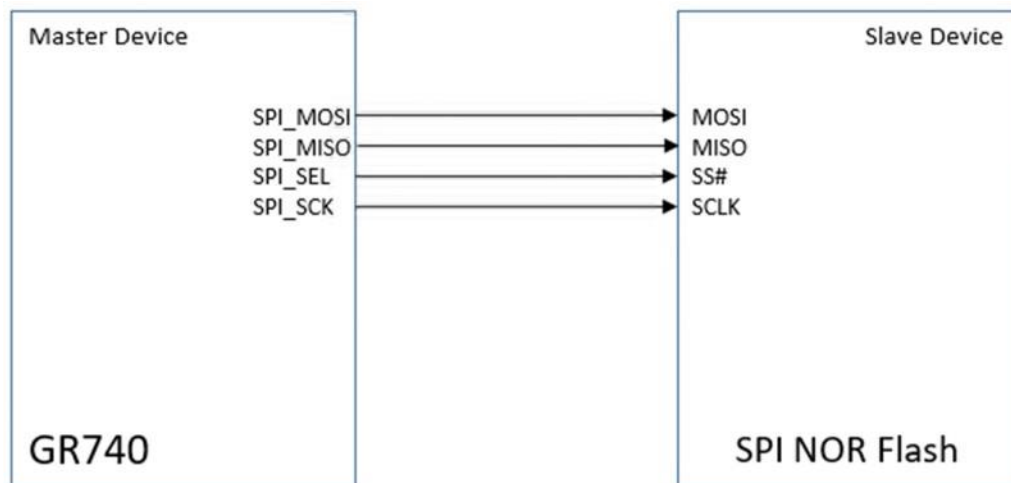 Master Device
Slave Device
SPI_MOSI
MOSI
SPI_MISO
MISO
SPI_SEL
SS#
SPI_SCK
SCLK
GR740
SPI NOR Flash